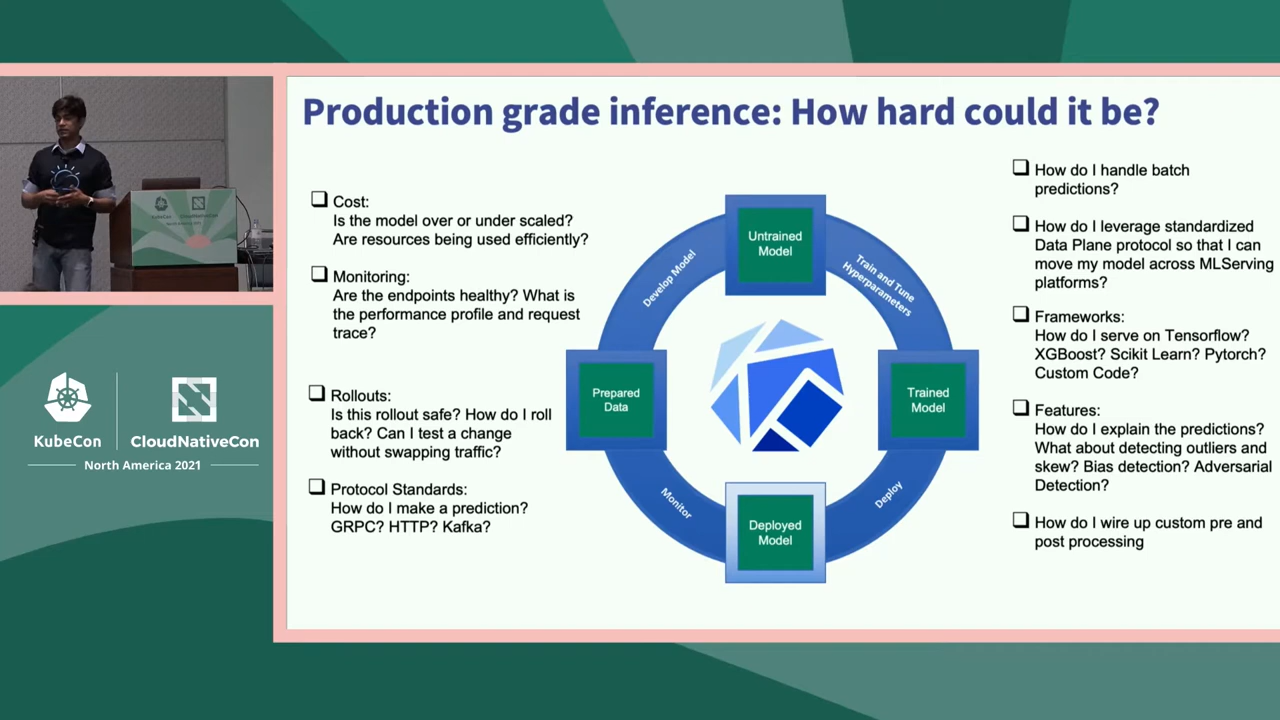 Production grade inference: How hard could it be?
Cost:
Is the model over or under scaled?
Are resources being used efficiently?
Monitoring:
Are the endpoints healthy? What is
the performance profile and request
trace?
Rollouts:
Is this rollout safe? How do I roll
back? Can I test a change
without swapping traffic?
Protocol Standards:
How do I make a prediction?
GRPC? HTTP? Kafka?
Untrained
Model
Train and Tune
Hyperparameters
Trained
Model
Deploy
Deployed
Model
Monitor
Prepared
Data
Develop Model
How do I handle batch
predictions?
How do I leverage standardized
Data Plane protocol so that I can
move my model across MLServing
platforms?
Frameworks:
How do I serve on Tensorflow?
XGBoost? Scikit Learn? Pytorch?
Custom Code?
Features:
How do I explain the predictions?
What about detecting outliers and
skew? Bias detection? Adversarial
Detection?
How do I wire up custom pre and
post processing
KubeCon
CloudNativeCon
North America 2021
KubeCon
CloudNativeCon
North America 2021